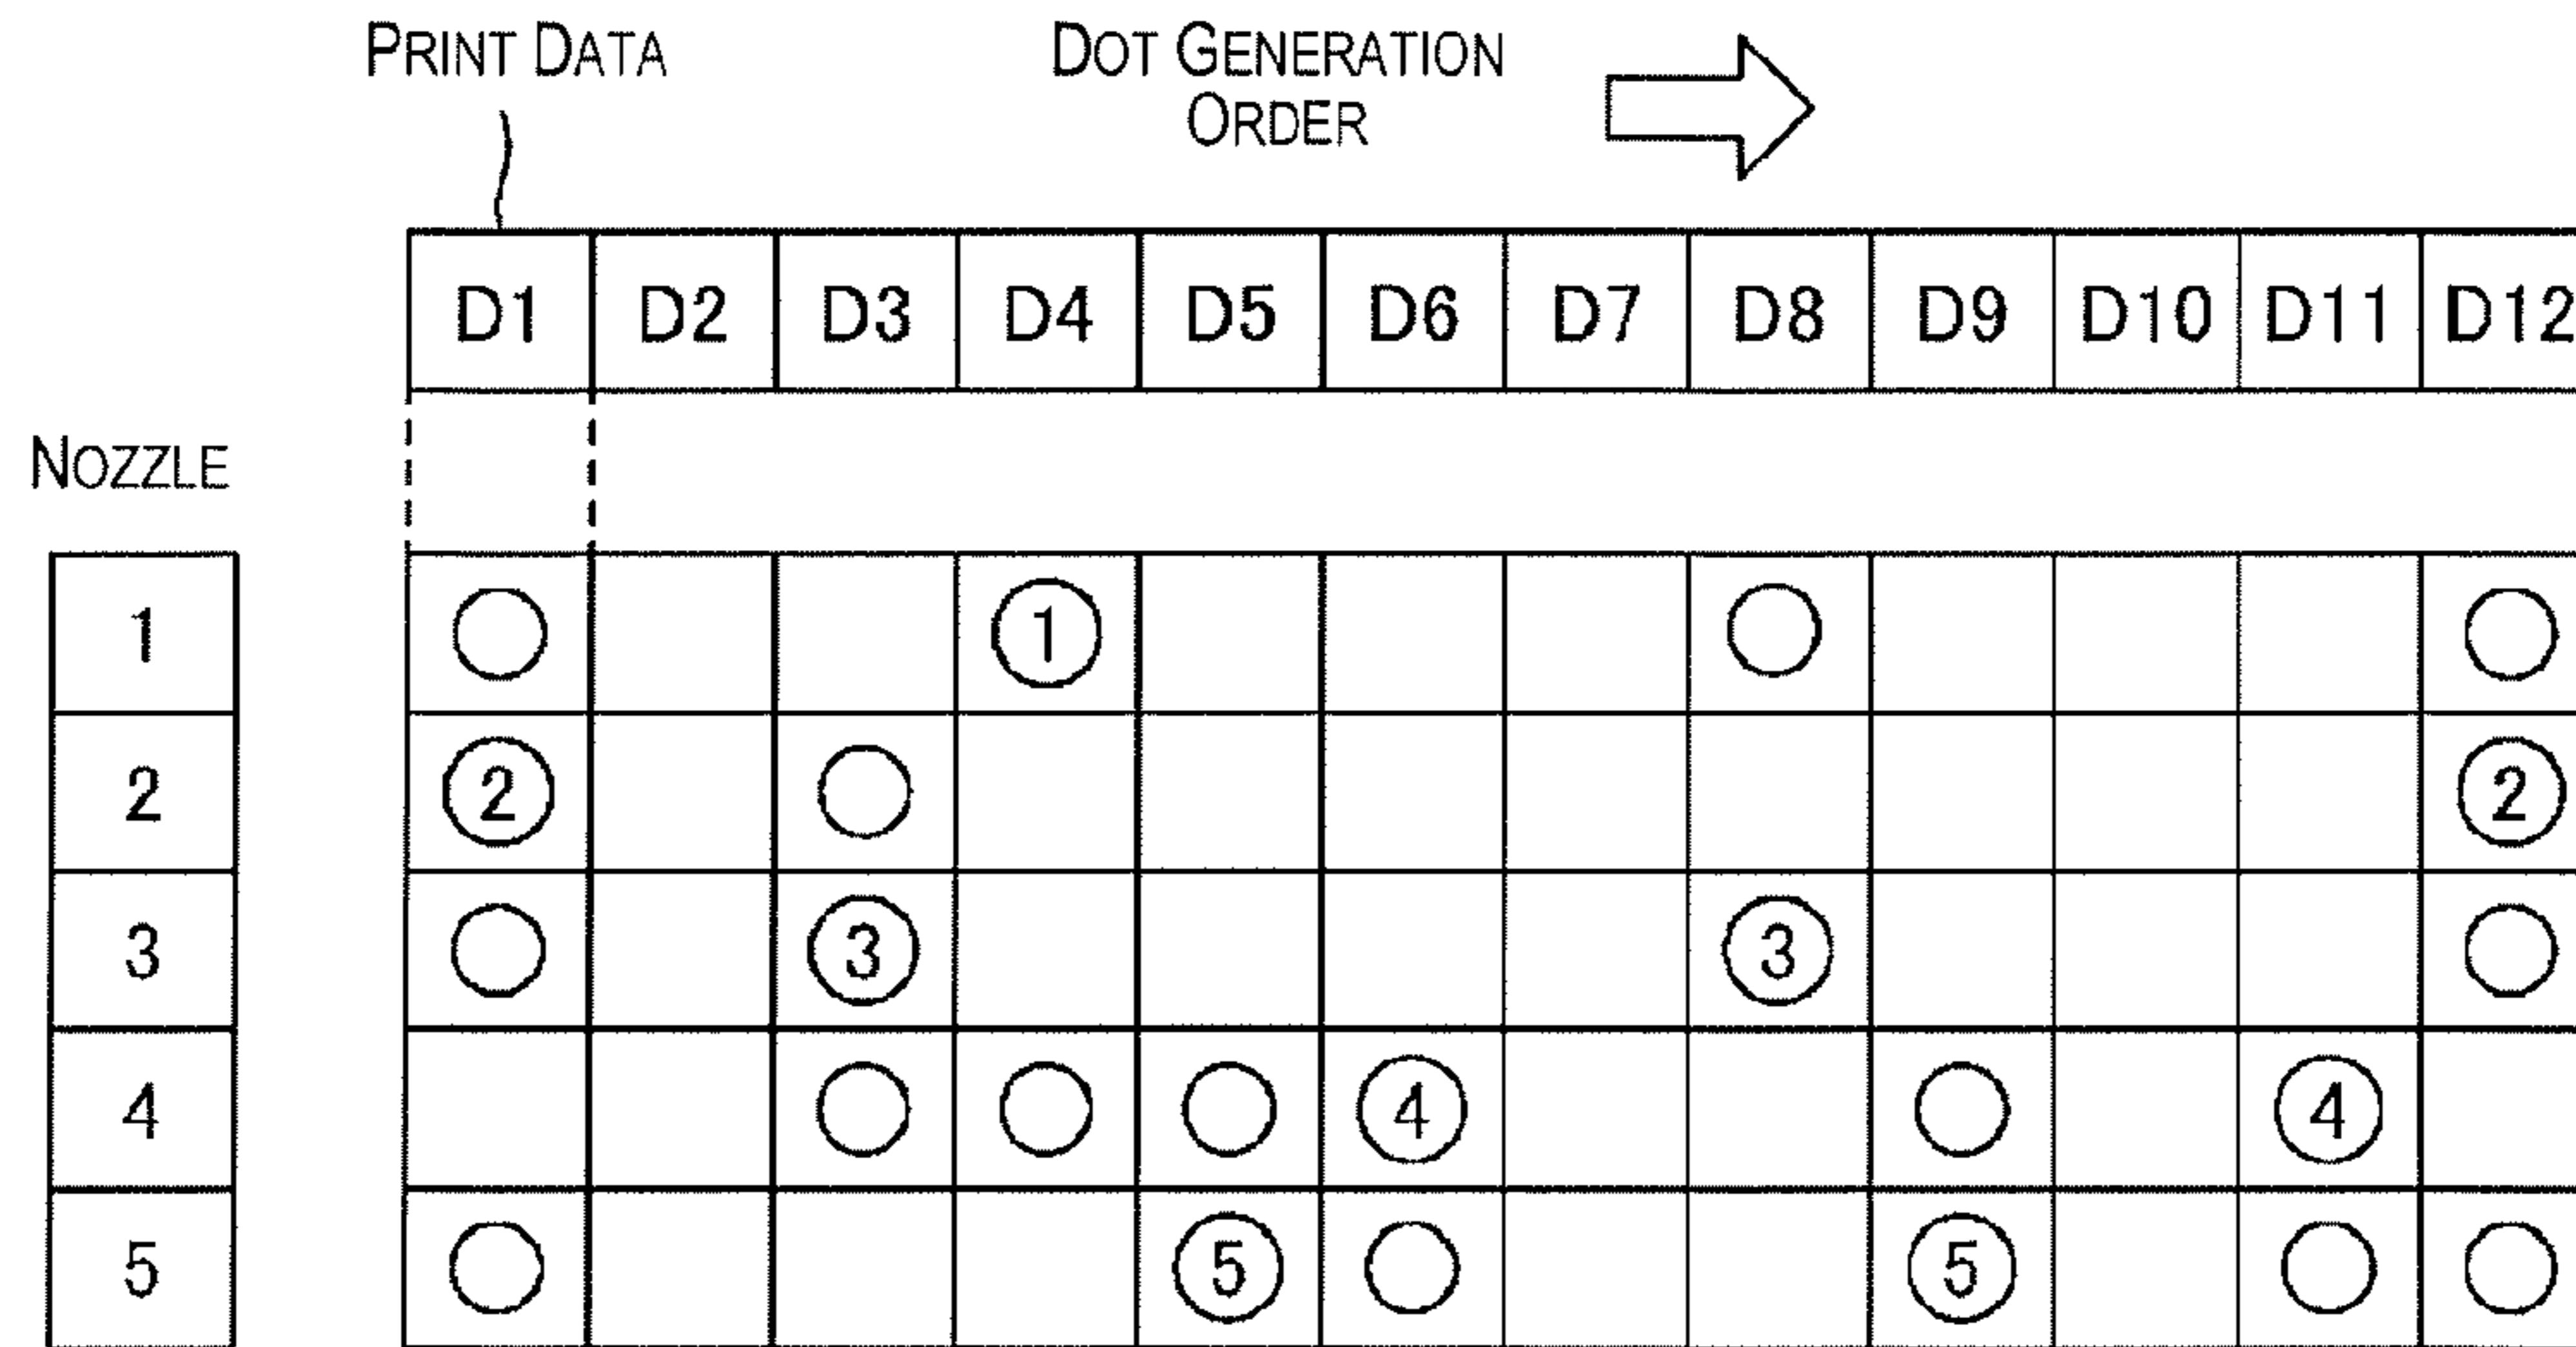 PRINT DATA
DOT GENERATION
ORDER
D1 D2 D3 D4 D5 D6 D7 D8 D9 D10 D11 D12
NOZZLE
1 1
2 2 2
3 3 3
4 4 4
5 5 5